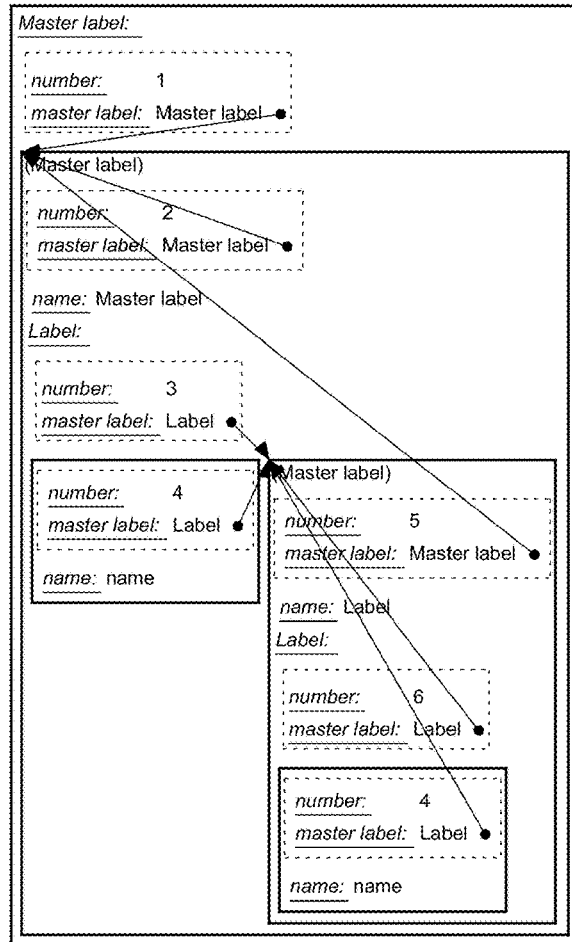 Master label:
number: 1
master label: Master label
(Master label)
number: 2
master label: Master label
name: Master label
Label:
number: 3
master label: Label
number: 4
master label: Label
name: name
(Master label)
number: 5
master label: Master label
name: Label
Label:
number: 6
master label: Label
number: 4
master label: Label
name: name